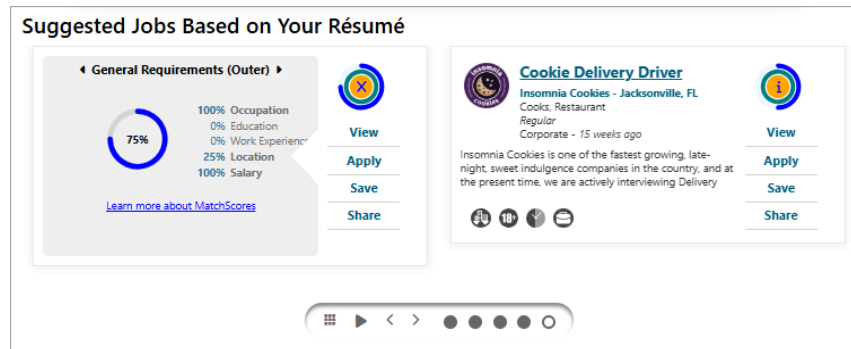 Suggested Jobs Based on Your Résumé
General Requirements (Outer)
75%
100% Occupation
0% Education
0% Work Experience
25% Location
100% Salary
Learn more about MatchScores
X
View
Apply
Save
Share
insomnia
cookies
Cookie Delivery Driver
Insomnia Cookies - Jacksonville, FL
Cooks, Restaurant
Regular
Corporate - 15 weeks ago
Insomnia Cookies is one of the fastest growing, late-
night, sweet indulgence companies in the country, and at
the present time, we are actively interviewing Delivery
18+
i
View
Apply
Save
Share